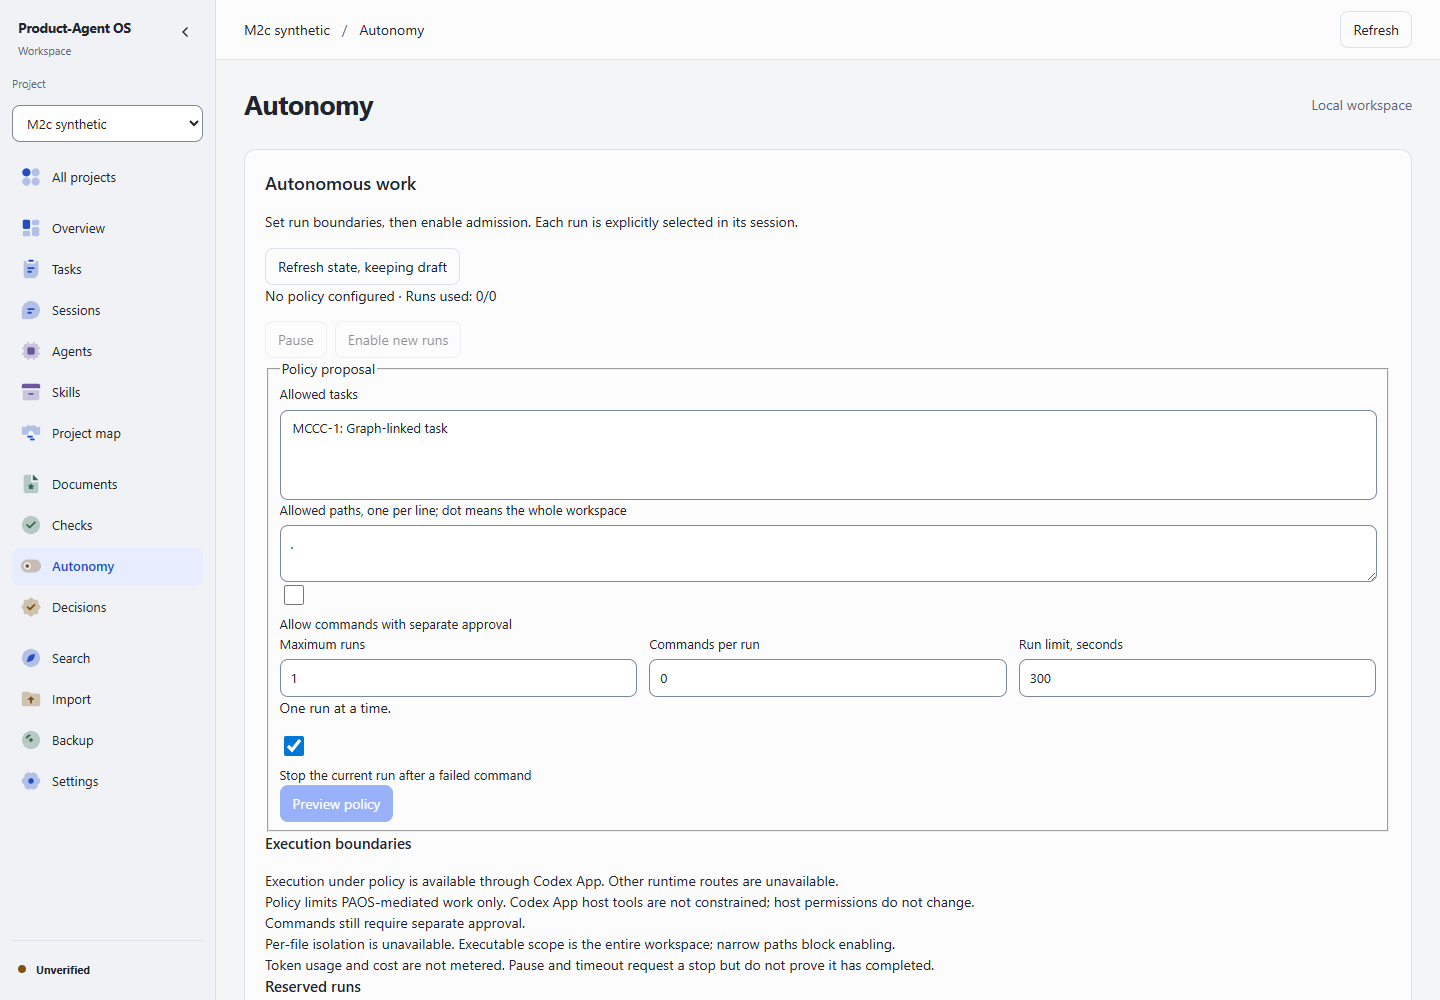 Product-Agent OS
Workspace
Project
M2c synthetic
All projects
Overview
Tasks
Sessions
Agents
Skills
Project map
Documents
Checks
Autonomy
Decisions
Search
Import
Backup
Settings
Unverified
M2c synthetic / Autonomy
Refresh
Autonomy
Local workspace
Autonomous work
Set run boundaries, then enable admission. Each run is explicitly selected in its session.
Refresh state, keeping draft
No policy configured · Runs used: 0/0
Pause
Enable new runs
Policy proposal
Allowed tasks
MCCC-1: Graph-linked task
Allowed paths, one per line; dot means the whole workspace
.
Allow commands with separate approval
Maximum runs
Commands per run
Run limit, seconds
1
0
300
One run at a time.
Stop the current run after a failed command
Preview policy
Execution boundaries
Execution under policy is available through Codex App. Other runtime routes are unavailable.
Policy limits PAOS-mediated work only. Codex App host tools are not constrained; host permissions do not change.
Commands still require separate approval.
Per-file isolation is unavailable. Executable scope is the entire workspace; narrow paths block enabling.
Token usage and cost are not metered. Pause and timeout request a stop but do not prove it has completed.
Reserved runs